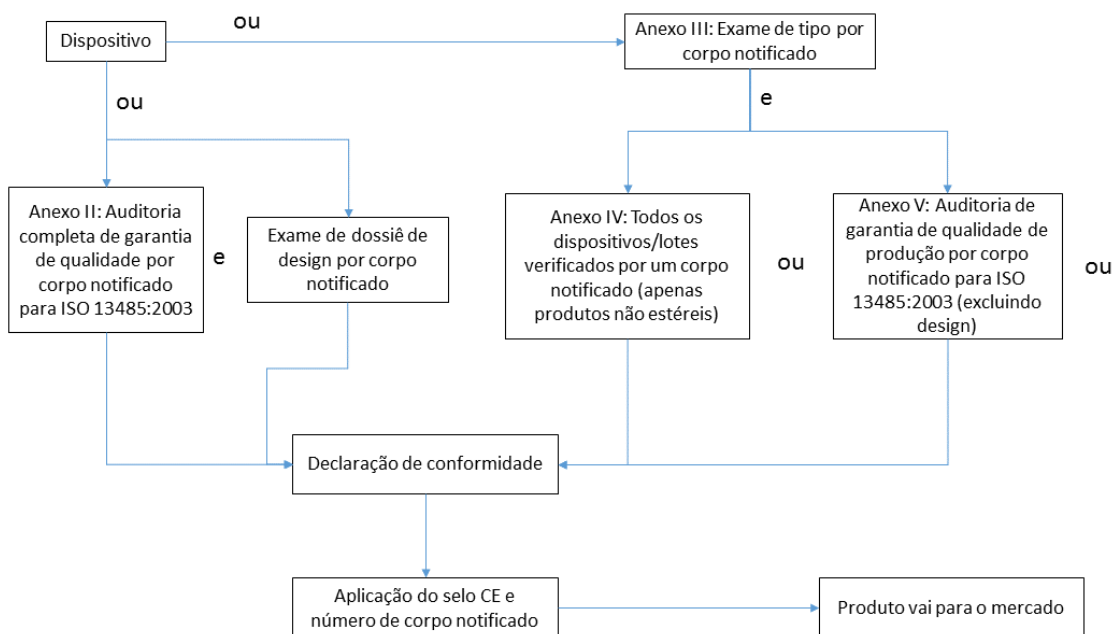 ou
Dispositivo
Anexo III: Exame de tipo por
corpo notificado
ou
e
Anexo II: Auditoria
completa de garantia
de qualidade por
corpo notificado
para ISO 13485:2003
e
Exame de dossiê de
design por corpo
notificado
Anexo IV: Todos os
dispositivos/lotes
verificados por um corpo
notificado (apenas
produtos não estéreis)
ou
Anexo V: Auditoria de
garantia de qualidade de
produção por corpo
notificado para ISO
13485:2003 (excluindo
design)
ou
Declaração de conformidade
Aplicação do selo CE e
número de corpo notificado
Produto vai para o mercado